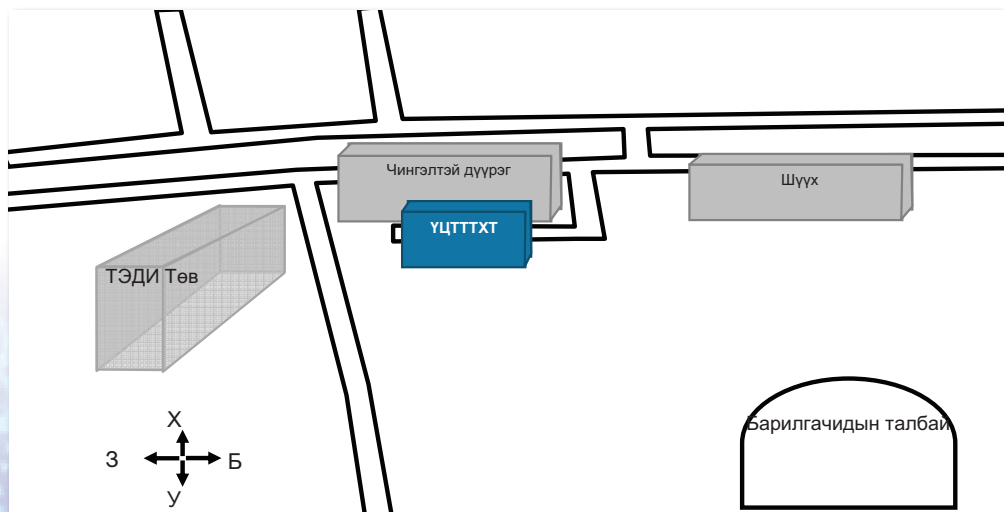 Чингэлтэй дүүрэг
Шүүх
ҮЦТТТХТ
ТЭДИ Төв
Барилгачидын талбай
Х
З
Б
У